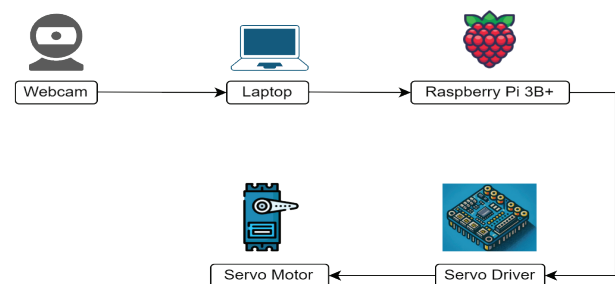 Webcam
Laptop
Raspberry Pi 3B+
Servo Motor
Servo Driver